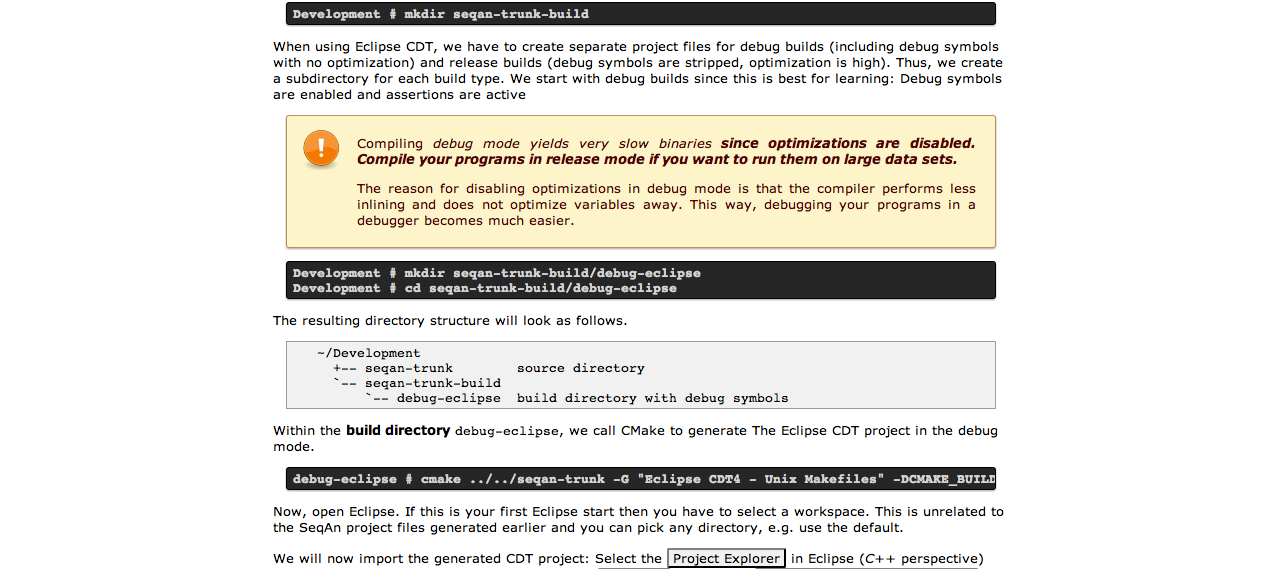 Development # mkdir seqan-trunk-build
When using Eclipse CDT, we have to create separate project files for debug builds (including debug symbols
with no optimization) and release builds (debug symbols are stripped, optimization is high). Thus, we create
a subdirectory for each build type. We start with debug builds since this is best for learning: Debug symbols
are enabled and assertions are active
Compiling debug mode yields very slow binaries since optimizations are disabled.
Compile your programs in release mode if you want to run them on large data sets.
The reason for disabling optimizations in debug mode is that the compiler performs less
inlining and does not optimize variables away. This way, debugging your programs in a
debugger becomes much easier.
Development # mkdir seqan-trunk-build/debug-eclipse
Development # cd seqan-trunk-build/debug-eclipse
The resulting directory structure will look as follows.
~/Development
+-- seqan-trunk        source directory
`-- seqan-trunk-build
`-- debug-eclipse  build directory with debug symbols
Within the build directory debug-eclipse, we call CMake to generate The Eclipse CDT project in the debug
mode.
debug-eclipse # cmake ../../seqan-trunk -G "Eclipse CDT4 - Unix Makefiles" -DCMAKE_BUILD
Now, open Eclipse. If this is your first Eclipse start then you have to select a workspace. This is unrelated to
the SeqAn project files generated earlier and you can pick any directory, e.g. use the default.
We will now import the generated CDT project: Select the Project Explorer in Eclipse (C++ perspective)